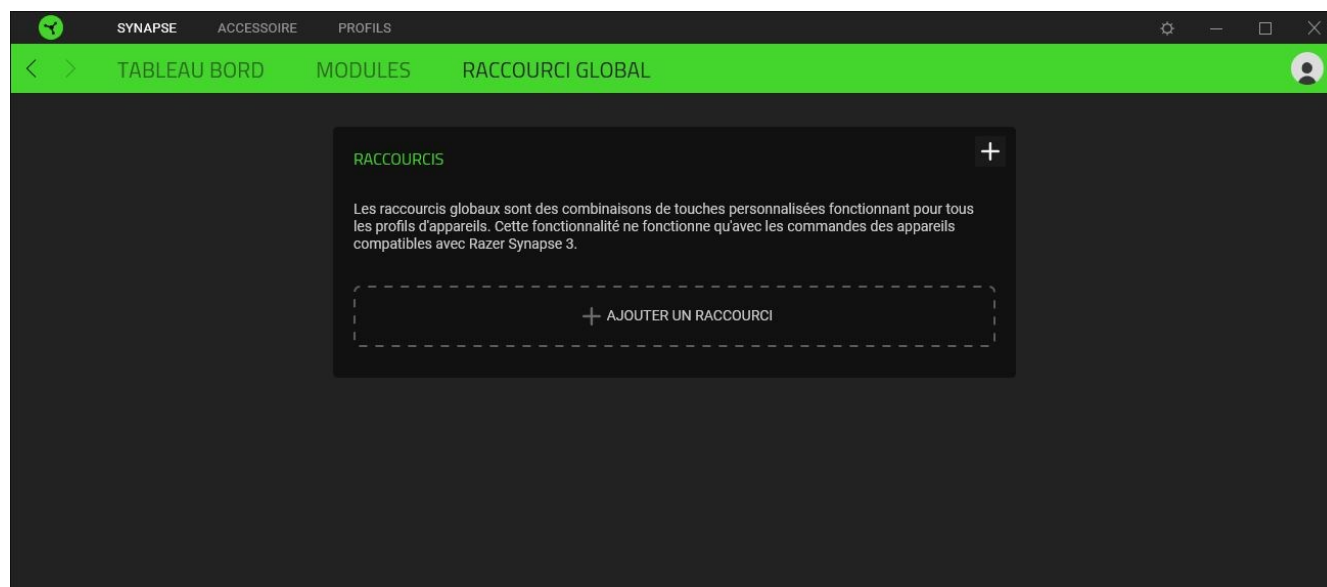 SYNAPSE ACCESSOIRE PROFILS
TABLEAU BORD MODULES RACCOURCI GLOBAL
RACCOURCIS
Les raccourcis globaux sont des combinaisons de touches personnalisées fonctionnant pour tous
les profils d'appareils. Cette fonctionnalité ne fonctionne qu'avec les commandes des appareils
compatibles avec Razer Synapse 3.
AJOUTER UN RACCOURCI